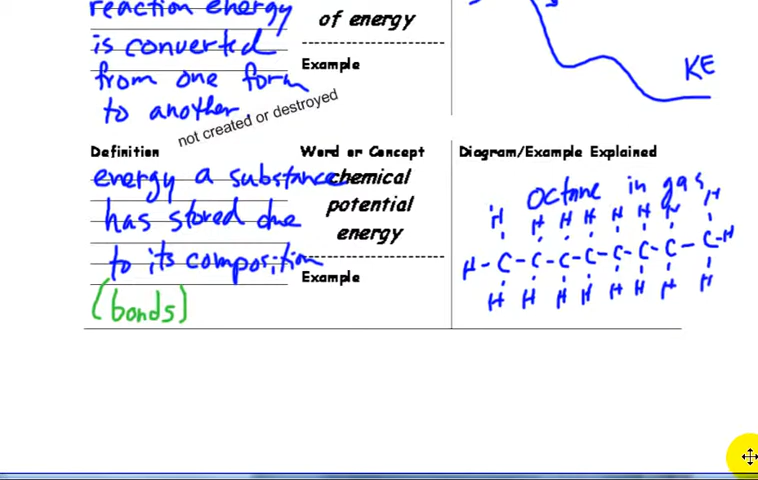 reaction energy
is converted
from one form
to another.
not created or destroyed
of energy
Example
KE
Definition
energy a substance
has stored due
to its composition
(bonds)
Word or Concept
chemical
potential
energy
Example
Diagram/Example Explained
Octane in gas
H H H H H H H H
H-C-C-C-C-C-C-C-C-H
H H H H H H H H